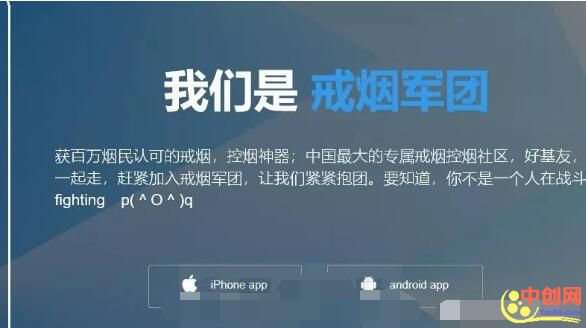 我们是 戒烟军团
获百万烟民认可的戒烟，控烟神器；中国最大的专属戒烟控烟社区，好基友，
一起走，赶紧加入戒烟军团，让我们紧紧抱团。要知道，你不是一个人在战斗
fighting p( ^ O ^ )q
iPhone app
android app
中创网